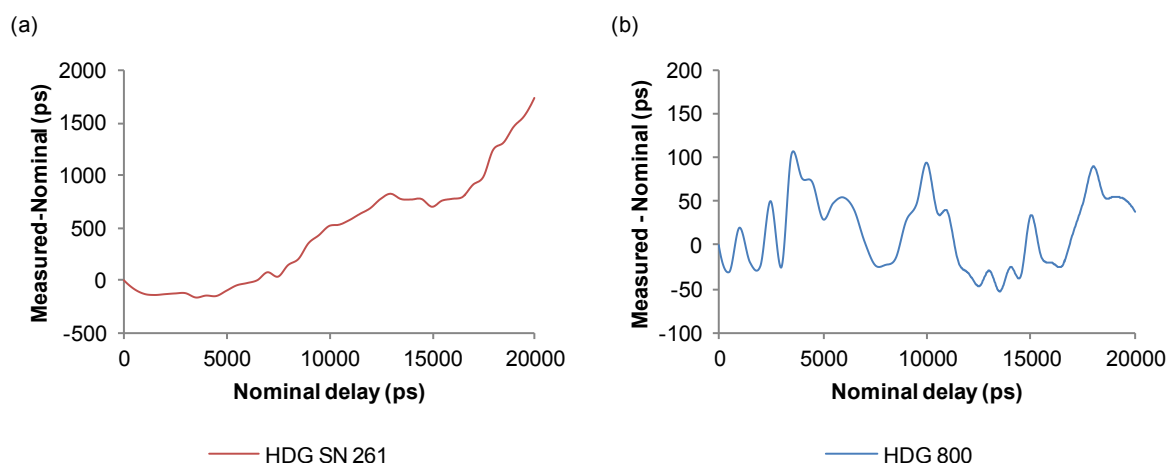 (a)
Measured-Nominal (ps)
2000
1500
1000
500
0
-500
0 5000 10000 15000 20000
Nominal delay (ps)
HDG SN 261
(b)
Measured - Nominal (ps)
200
150
100
50
0
-50
-100
0 5000 10000 15000 20000
Nominal delay (ps)
HDG 800